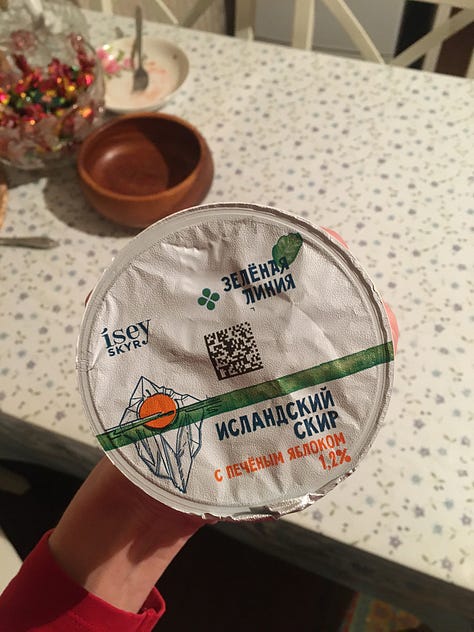 ЗЕЛЁНАЯ
ЛИНИЯ
ísey
SKYR
ИСЛАНДСКИЙ
СКИР
С ПЕЧЁНЫМ ЯБЛОКОМ
1,2%